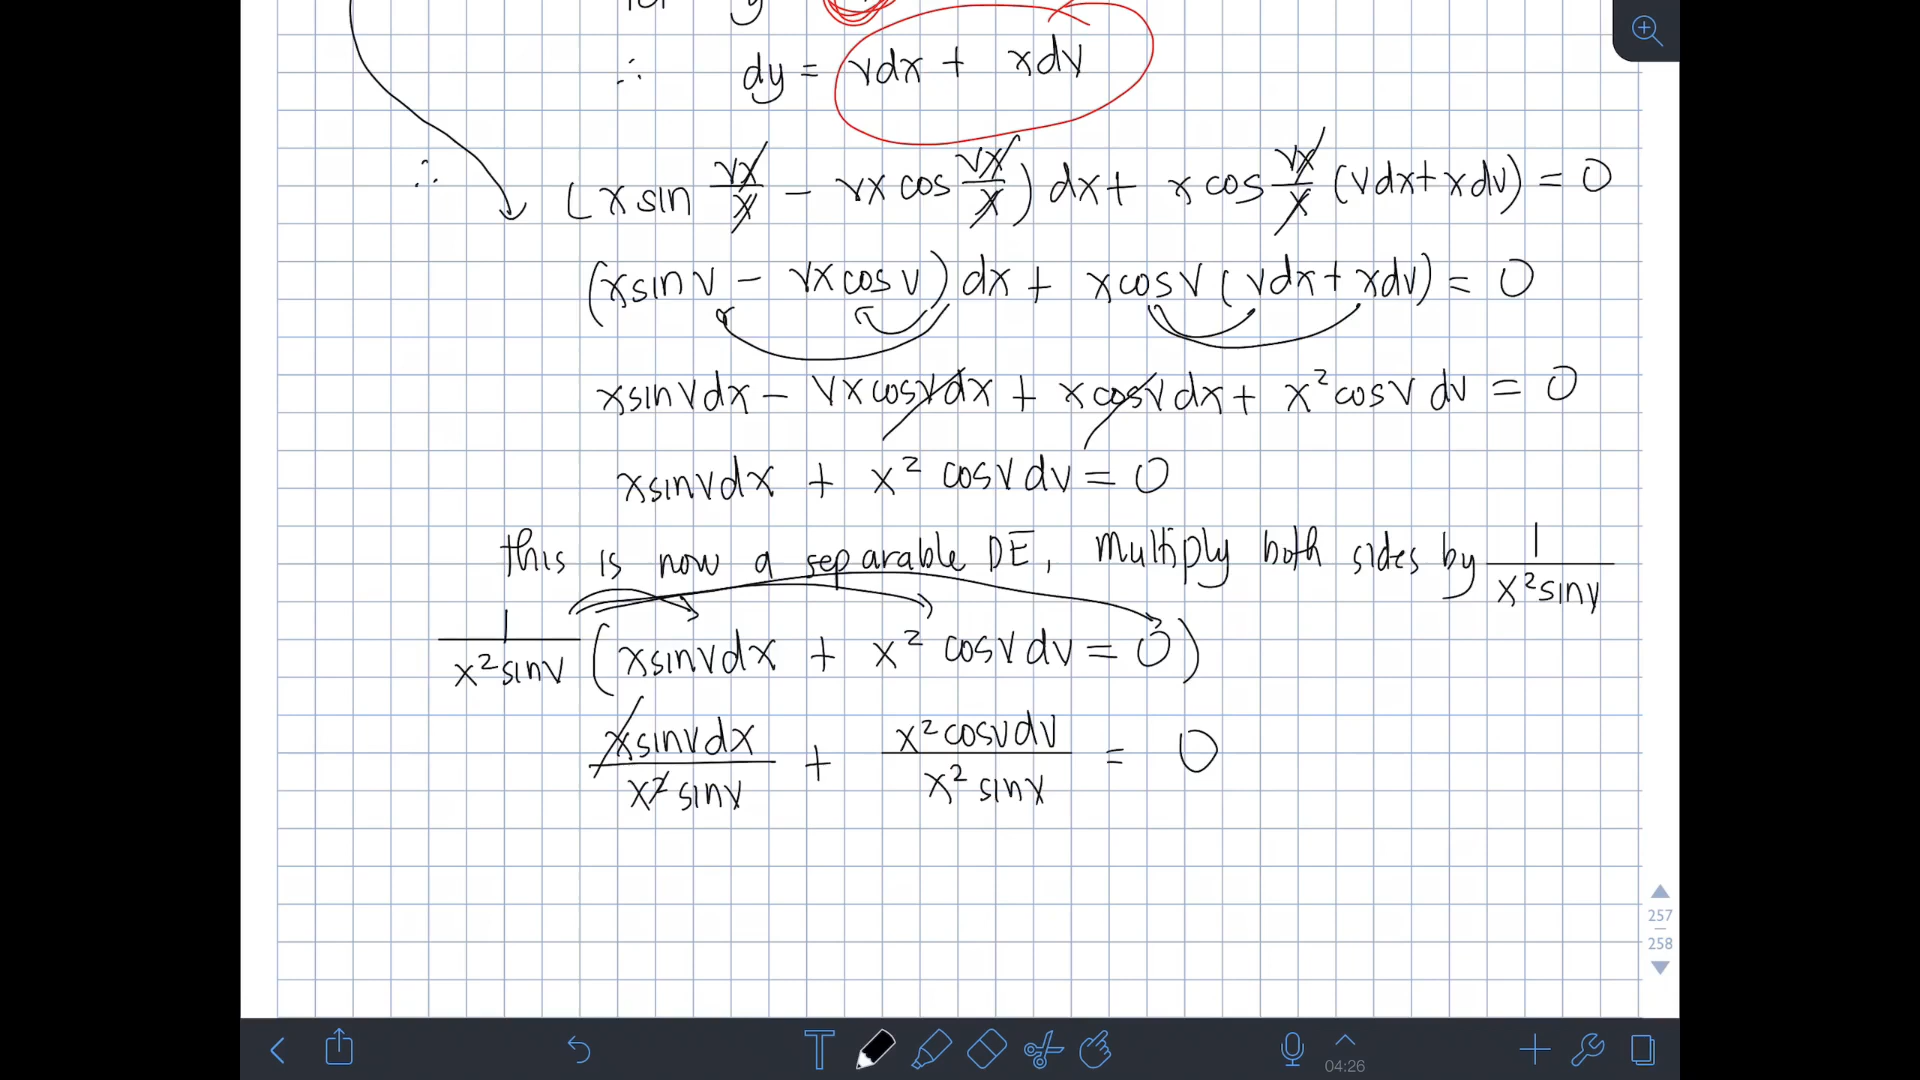 ∴ dy = vdx + xdv
∴ (x sin vx/x − vx cos vx/x) dx + x cos vx/x (vdx + xdv) = 0
(x sin v − vx cos v) dx + x cos v (vdx + xdv) = 0
x sin v dx − vx cos v dx + x cos v dx + x² cos v dv = 0
x sin v dx + x² cos v dv = 0
this is now a separable DE, multiply both sides by 1/x² sin v
1/x² sin v (x sin v dx + x² cos v dv = 0)
x sin v dx/x² sin v + x² cos v dv/x² sin v = 0
257
258
T
04:26